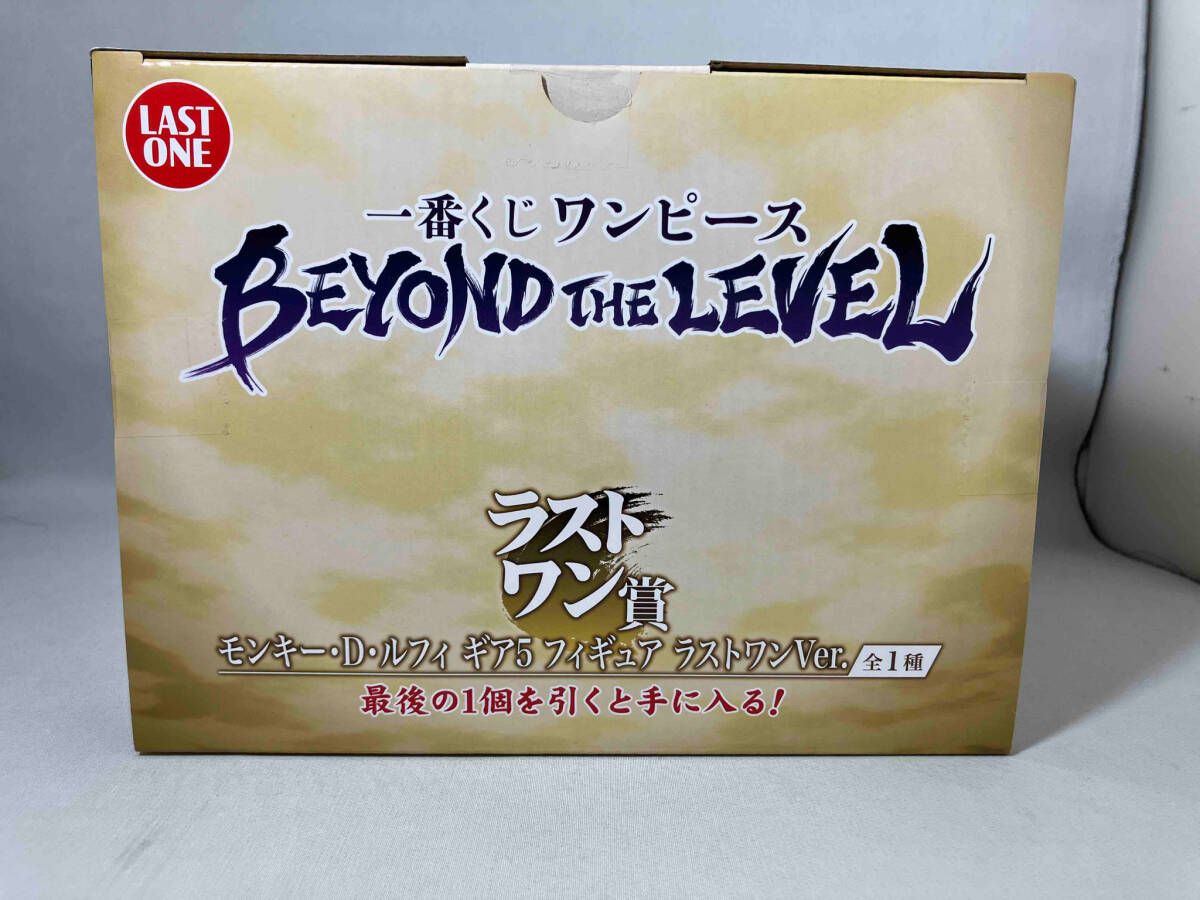 LAST
ONE
一番くじ ワンピース
BEYOND THE LEVEL
ラスト
ワン賞
モンキー・D・ルフィ ギア5 フィギュア ラストワンVer. 全1種
最後の1個を引くと手に入る!